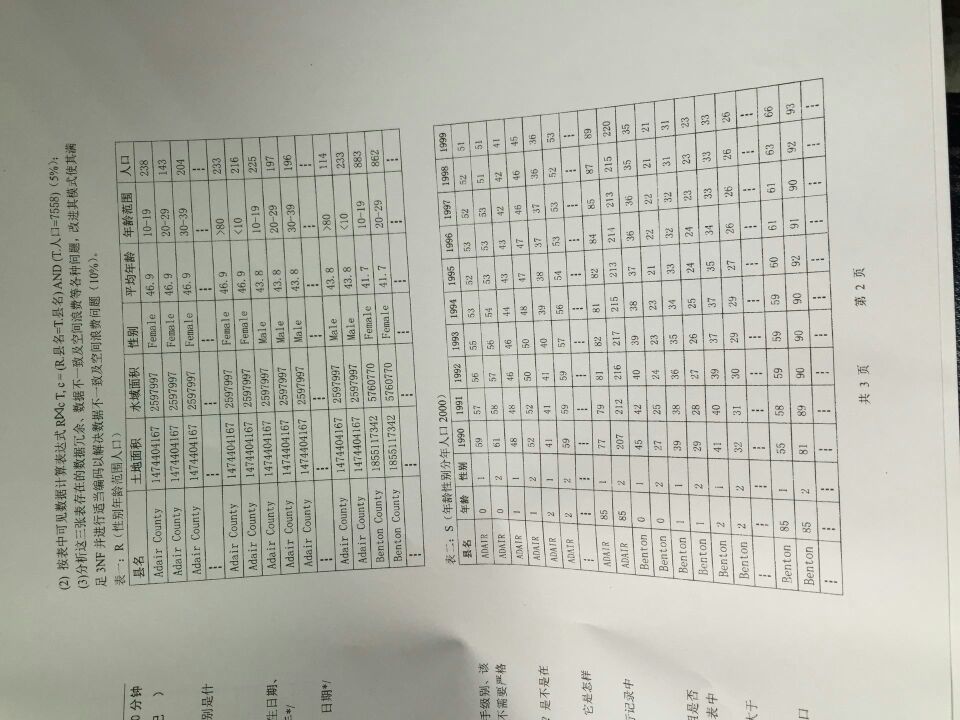 (2) 按表中可见数据计算表达式 R⋈c T, c = (R.县名=T.县名) AND (T.人口=7558)（5%）;
(3)分析这三张表存在的数据冗余、数据不一致及空间浪费等各种问题，改进其模式使其满
足 3NF 并进行适当编码以解决数据不一致及空间浪费问题（10%）。
表一：R（性别年龄范围人口）
县名 土地面积 水域面积 性别 平均年龄 年龄范围 人口
Adair County 1474404167 2597997 Female 46.9 10-19 238
Adair County 1474404167 2597997 Female 46.9 20-29 143
Adair County 1474404167 2597997 Female 46.9 30-39 204
⋮ ⋮ ⋮ ⋮ ⋮ ⋮ ⋮
Adair County 1474404167 2597997 Female 46.9 >80 233
Adair County 1474404167 2597997 Female 46.9 <10 216
Adair County 1474404167 2597997 Male 43.8 10-19 225
Adair County 1474404167 2597997 Male 43.8 20-29 197
Adair County 1474404167 2597997 Male 43.8 30-39 196
⋮ ⋮ ⋮ ⋮ ⋮ ⋮ ⋮
Adair County 1474404167 2597997 Male 43.8 >80 114
Adair County 1474404167 2597997 Male 43.8 <10 233
Benton County 1855117342 5760770 Female 41.7 10-19 883
Benton County 1855117342 5760770 Female 41.7 20-29 862
⋮ ⋮ ⋮ ⋮ ⋮ ⋮ ⋮
表二：S（年龄性别分年人口 2000）
县名 年龄 性别 1990 1991 1992 1993 1994 1995 1996 1997 1998 1999
ADAIR 0 1 59 57 56 55 53 52 53 52 52 51
ADAIR 0 2 61 58 57 56 54 53 53 53 51 51
ADAIR 1 1 48 48 46 46 44 43 43 42 42 41
ADAIR 1 2 52 52 50 50 48 47 47 46 46 45
ADAIR 2 1 41 41 41 40 39 38 37 37 36 36
ADAIR 2 2 59 59 59 57 56 54 53 53 52 53
⋮ ⋮ ⋮ ⋮ ⋮ ⋮ ⋮ ⋮ ⋮ ⋮ ⋮ ⋮ ⋮
ADAIR 85 1 77 79 81 82 81 82 84 85 87 89
ADAIR 85 2 207 212 216 217 215 213 214 213 215 220
Benton 0 1 45 42 40 39 38 37 36 36 35 35
Benton 0 2 27 25 24 23 23 21 22 22 21 21
Benton 1 1 39 38 36 35 34 33 32 32 31 31
Benton 1 2 29 28 27 26 25 24 24 23 23 23
Benton 2 1 41 40 39 37 37 35 34 33 33 33
Benton 2 2 32 31 30 29 29 27 26 26 26 26
⋮ ⋮ ⋮ ⋮ ⋮ ⋮ ⋮ ⋮ ⋮ ⋮ ⋮ ⋮ ⋮
Benton 85 1 55 58 59 59 59 60 61 61 63 66
Benton 85 2 81 89 90 90 90 92 91 90 92 93
⋮ ⋮ ⋮ ⋮ ⋮ ⋮ ⋮ ⋮ ⋮ ⋮ ⋮ ⋮ ⋮
共 3 页 第 2 页
0 分钟
）
别是什
生日期、
*/
日期*/
手级别、该
不需要严格
? 是不是在
它是怎样
行记录中
是否
表中
大于
口